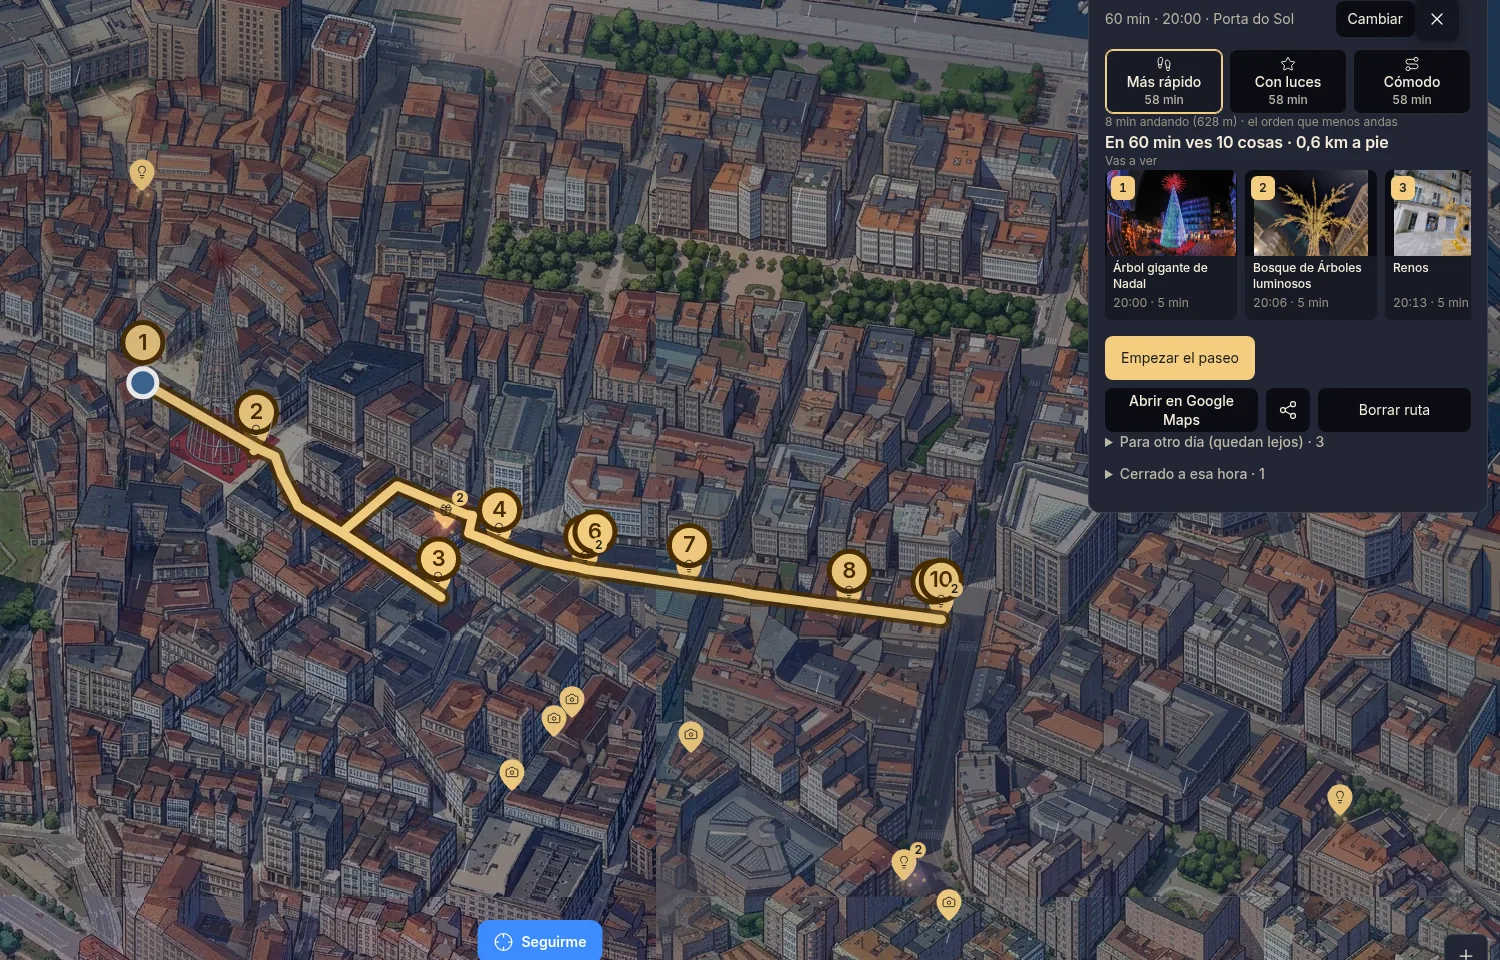 60 min · 20:00 · Porta do Sol
Cambiar
Más rápido
58 min
Con luces
58 min
Cómodo
58 min
8 min andando (628 m) · el orden que menos andas
En 60 min ves 10 cosas · 0,6 km a pie
Vas a ver
1
2
3
Árbol gigante de
Nadal
20:00 · 5 min
Bosque de Árboles
luminosos
20:06 · 5 min
Renos
20:13 · 5 min
Empezar el paseo
Abrir en Google
Maps
Borrar ruta
Para otro día (quedan lejos) · 3
Cerrado a esa hora · 1
1
2
2
3
4
6
2
7
8
10
2
2
Seguirme
+